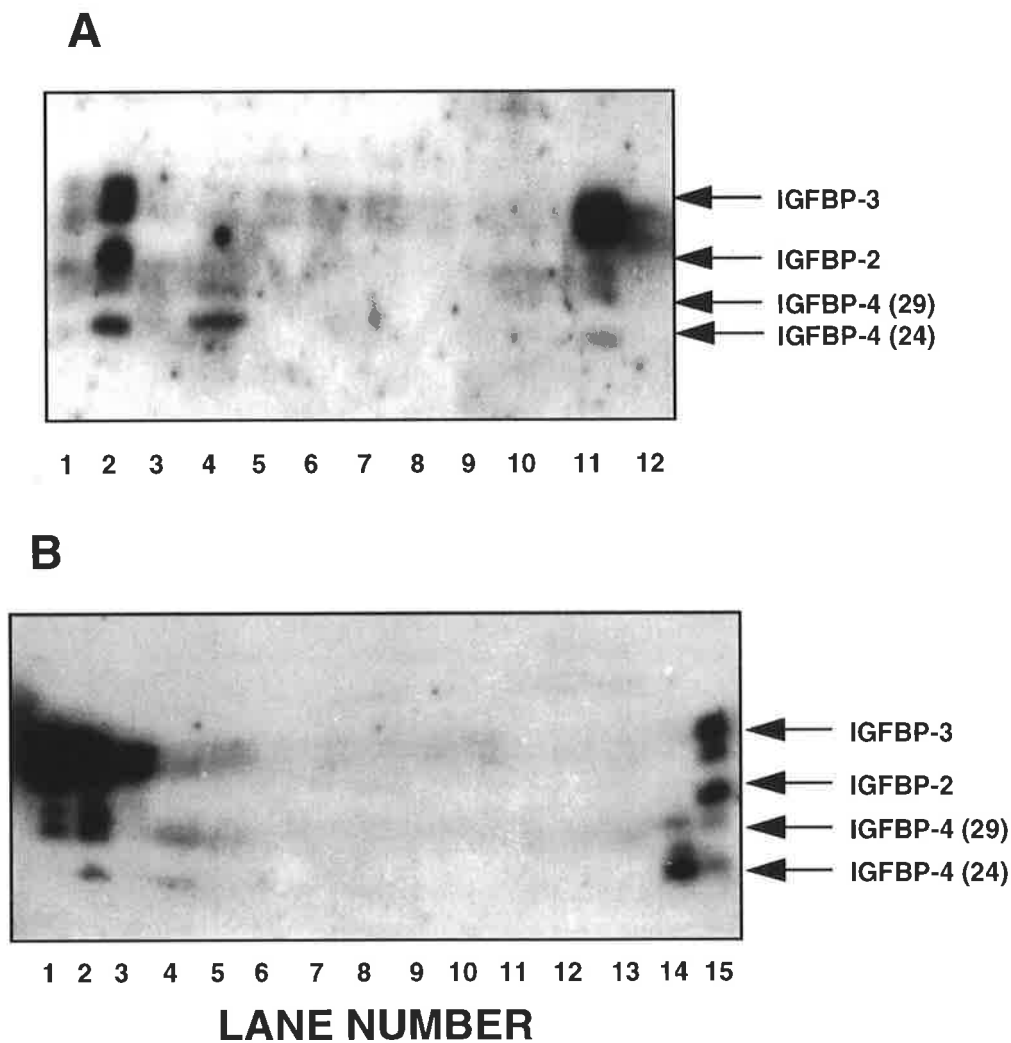 A
IGFBP-3
IGFBP-2
IGFBP-4 (29)
IGFBP-4 (24)
1 2 3 4 5 6 7 8 9 10 11 12
B
IGFBP-3
IGFBP-2
IGFBP-4 (29)
IGFBP-4 (24)
1 2 3 4 5 6 7 8 9 10 11 12 13 14 15
LANE NUMBER